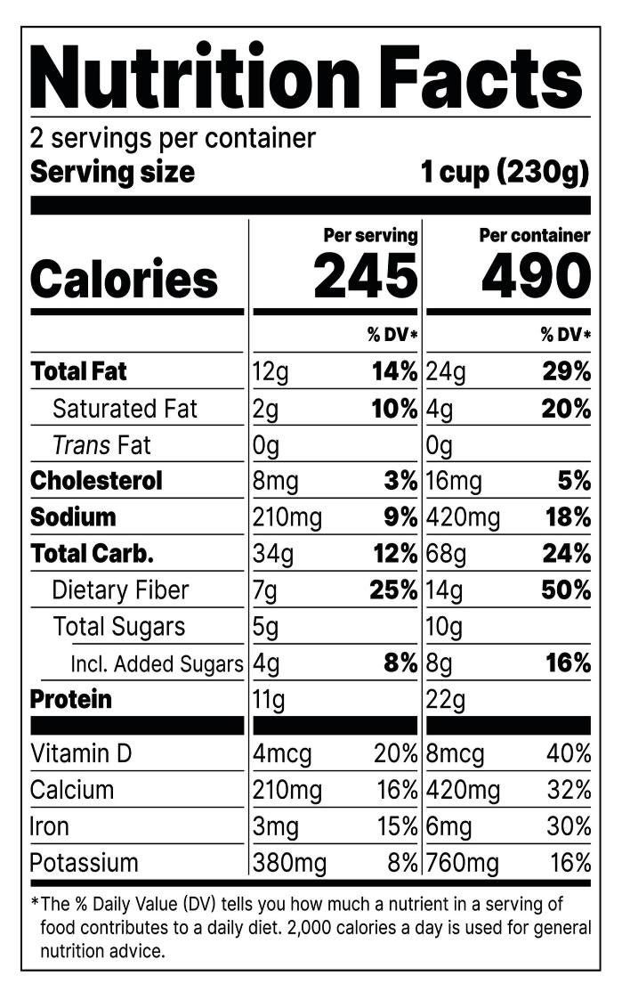 Nutrition Facts
2 servings per container
Serving size 1 cup (230g)
Per serving Per container
Calories 245 490
% DV* % DV*
Total Fat 12g 14% 24g 29%
Saturated Fat 2g 10% 4g 20%
Trans Fat 0g 0g
Cholesterol 8mg 3% 16mg 5%
Sodium 210mg 9% 420mg 18%
Total Carb. 34g 12% 68g 24%
Dietary Fiber 7g 25% 14g 50%
Total Sugars 5g 10g
Incl. Added Sugars 4g 8% 8g 16%
Protein 11g 22g
Vitamin D 4mcg 20% 8mcg 40%
Calcium 210mg 16% 420mg 32%
Iron 3mg 15% 6mg 30%
Potassium 380mg 8% 760mg 16%
*The % Daily Value (DV) tells you how much a nutrient in a serving of
food contributes to a daily diet. 2,000 calories a day is used for general
nutrition advice.